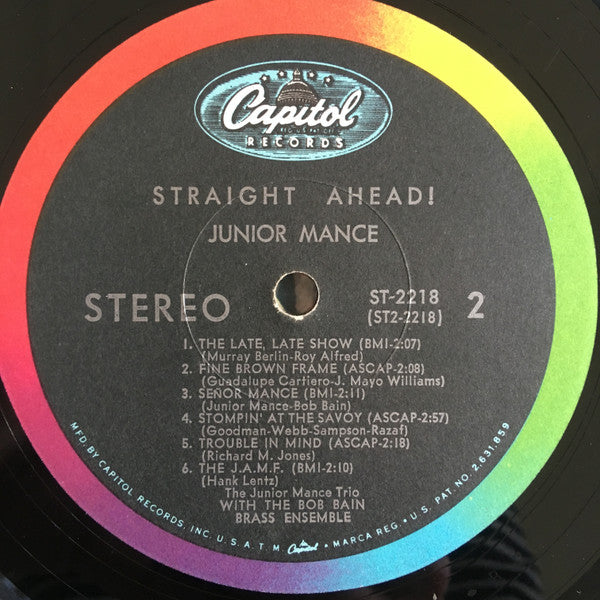 Capitol
REG. U.S. PAT. OFF.
RECORDS
STRAIGHT AHEAD!
JUNIOR MANCE
STEREO
ST-2218
(ST2-2218)
2
1. THE LATE, LATE SHOW (BMI-2:07)
(Murray Berlin-Roy Alfred)
2. FINE BROWN FRAME (ASCAP-2:08)
(Guadalupe Cartiero-J. Mayo Williams)
3. SEÑOR MANCE (BMI-2:11)
(Junior Mance-Bob Bain)
4. STOMPIN' AT THE SAVOY (ASCAP-2:57)
(Goodman-Webb-Sampson-Razaf)
5. TROUBLE IN MIND (ASCAP-2:18)
(Richard M. Jones)
6. THE J.A.M.F. (BMI-2:10)
(Hank Lentz)
The Junior Mance Trio
WITH THE BOB BAIN
BRASS ENSEMBLE
MFD. BY CAPITOL RECORDS, INC. U.S.A. T.M. Capitol MARCA REG. • U.S. PAT. NO. 2,631,859